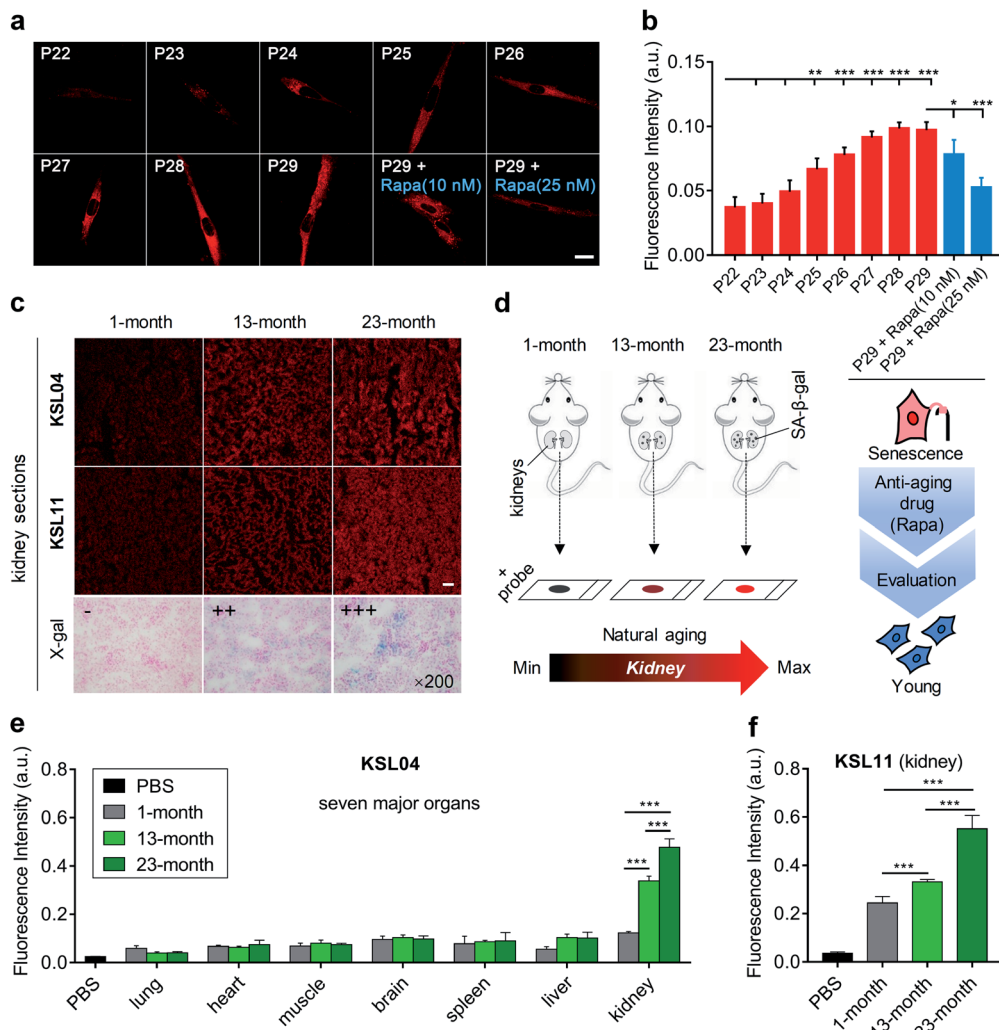 a
P22
P23
P24
P25
P26
P27
P28
P29
P29 +
Rapa(10 nM)
P29 +
Rapa(25 nM)
b
Fluorescence Intensity (a.u.)
0.15
0.10
0.05
0.00
** *** *** *** ***
* ***
P22
P23
P24
P25
P26
P27
P28
P29
P29 + Rapa(10 nM)
P29 + Rapa(25 nM)
c
1-month 13-month 23-month
kidney sections
KSL04
KSL11
X-gal
-
++
+++
×200
d
1-month 13-month 23-month
kidneys
SA-β-gal
+
probe
Natural aging
Min
Kidney
Max
Senescence
Anti-aging
drug
(Rapa)
Evaluation
Young
e
Fluorescence Intensity (a.u.)
0.8
0.6
0.4
0.2
0.0
KSL04
seven major organs
PBS
1-month
13-month
23-month
***
***
***
PBS
lung
heart
muscle
brain
spleen
liver
kidney
f
Fluorescence Intensity (a.u.)
0.8
0.6
0.4
0.2
0.0
KSL11 (kidney)
***
***
***
PBS
1-month
13-month
23-month